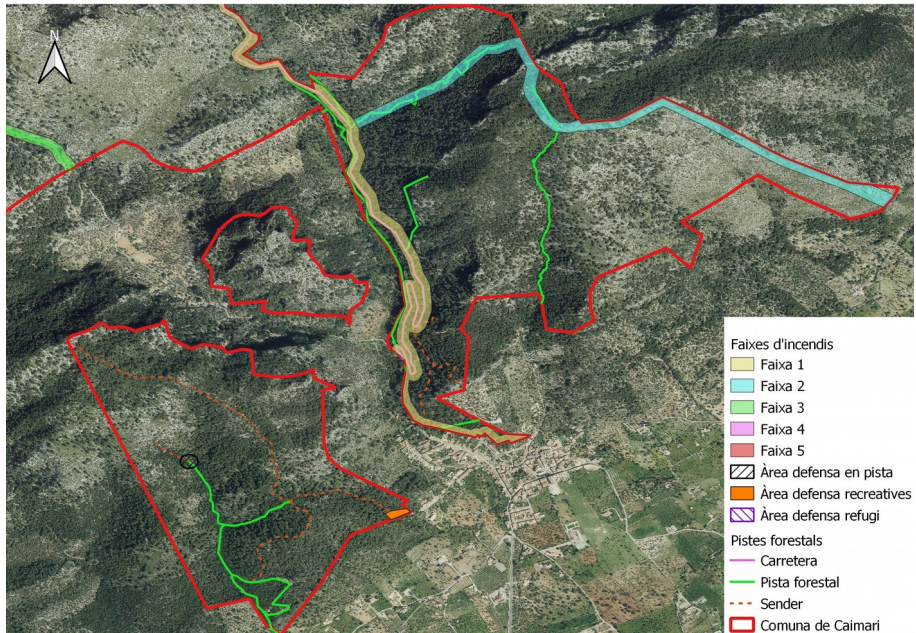 N
Faixes d'incendis
Faixa 1
Faixa 2
Faixa 3
Faixa 4
Faixa 5
Àrea defensa en pista
Àrea defensa recreatives
Àrea defensa refugi
Pistes forestals
Carretera
Pista forestal
Sender
Comuna de Caimari